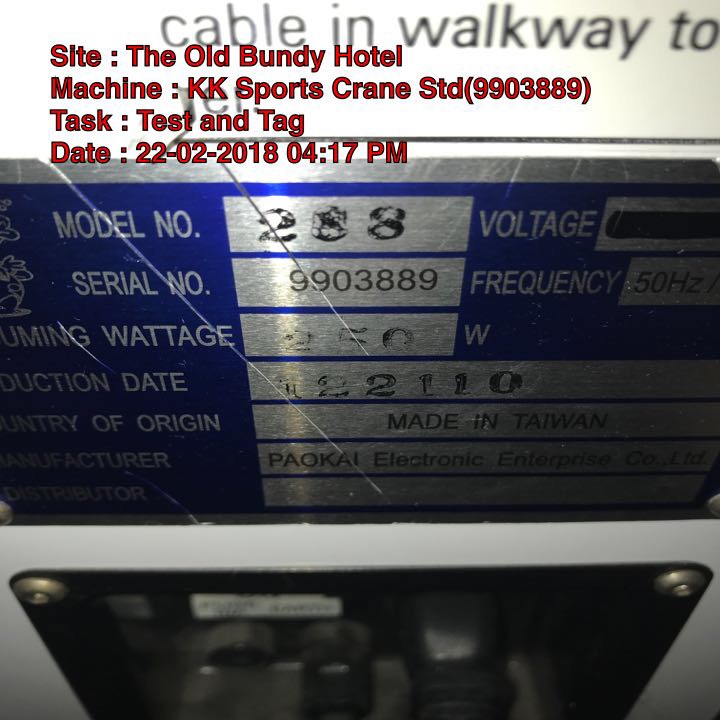 cable in walkway to
Site : The Old Bundy Hotel
Machine : KK Sports Crane Std(9903889)
Task : Test and Tag
Date : 22-02-2018 04:17 PM
MODEL NO. 288 VOLTAGE
SERIAL NO. 9903889 FREQUENCY 50Hz/
UMING WATTAGE 250 W
DUCTION DATE 122110
UNTRY OF ORIGIN MADE IN TAIWAN
ANUFACTURER PAOKAI Electronic Enterprise Co.,Ltd.
DISTRIBUTOR